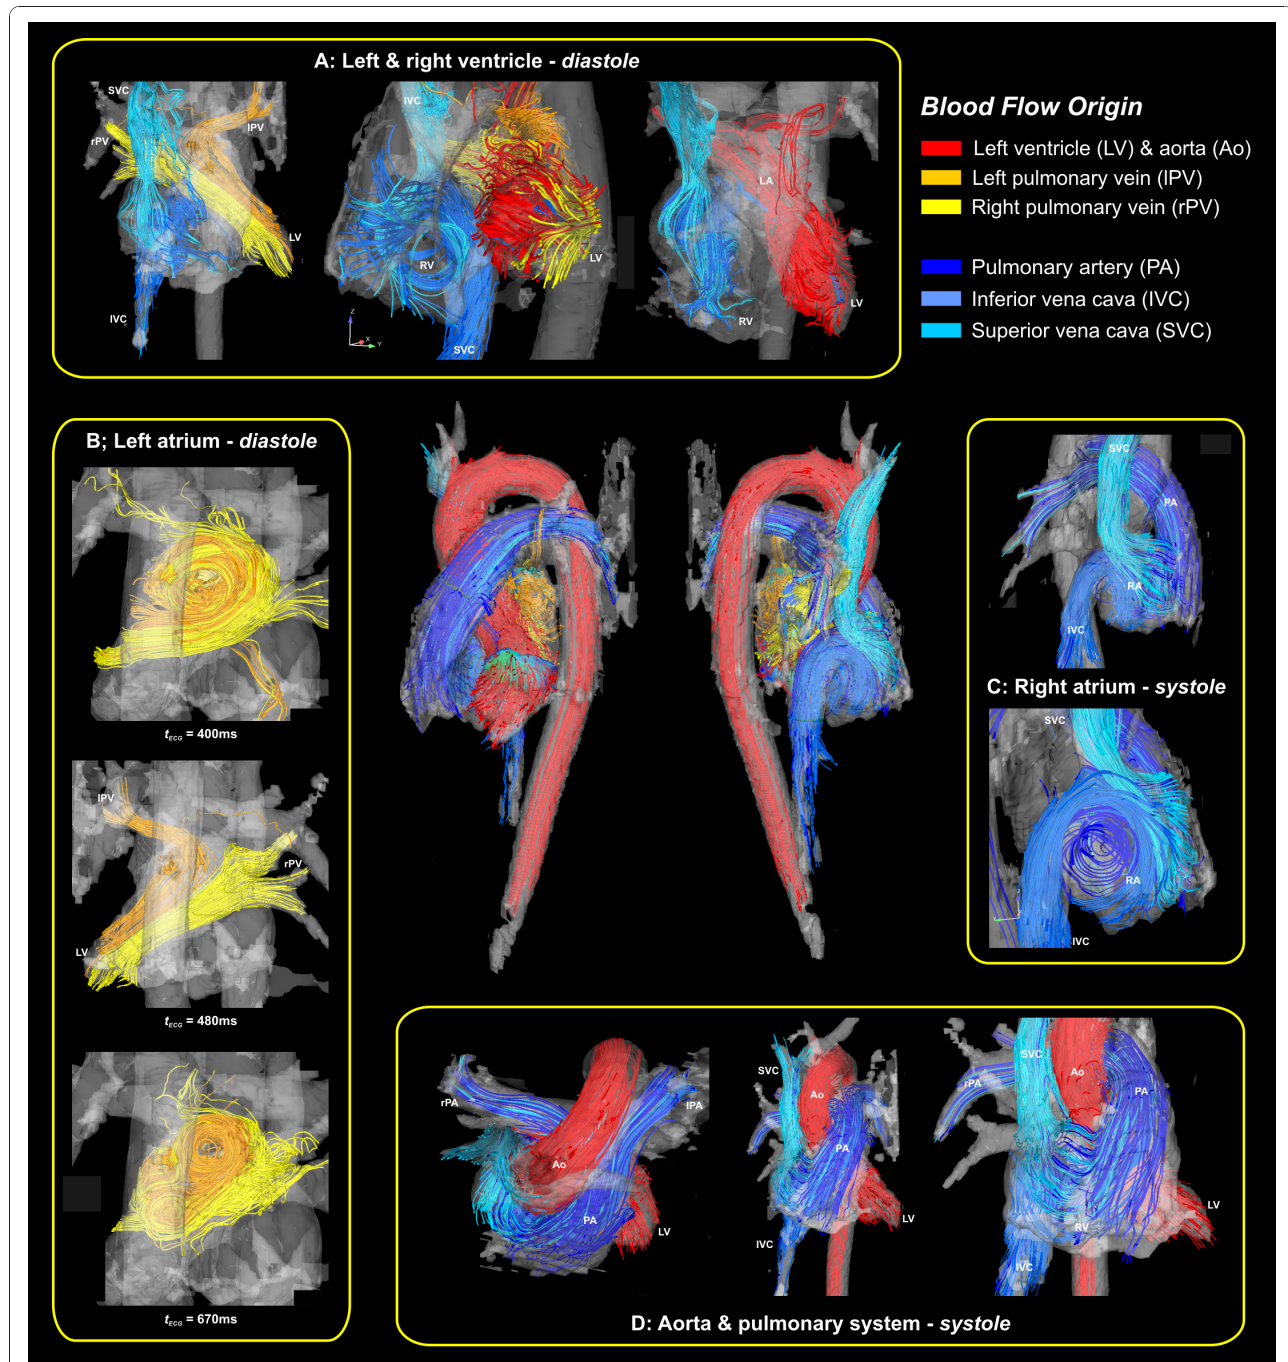 A: Left & right ventricle - diastole
SVC
rPV
lPV
LV
IVC
IVC
RV
LV
SVC
Z
X
Y
LA
LV
RV
Blood Flow Origin
Left ventricle (LV) & aorta (Ao)
Left pulmonary vein (lPV)
Right pulmonary vein (rPV)
Pulmonary artery (PA)
Inferior vena cava (IVC)
Superior vena cava (SVC)
B; Left atrium - diastole
tECG = 400ms
lPV
rPV
LV
tECG = 480ms
tECG = 670ms
SVC
PA
RA
IVC
C: Right atrium - systole
SVC
RA
IVC
rPA
lPA
Ao
PA
LV
SVC
Ao
PA
LV
IVC
SVC
Ao
rPA
PA
LV
RV
IVC
D: Aorta & pulmonary system - systole